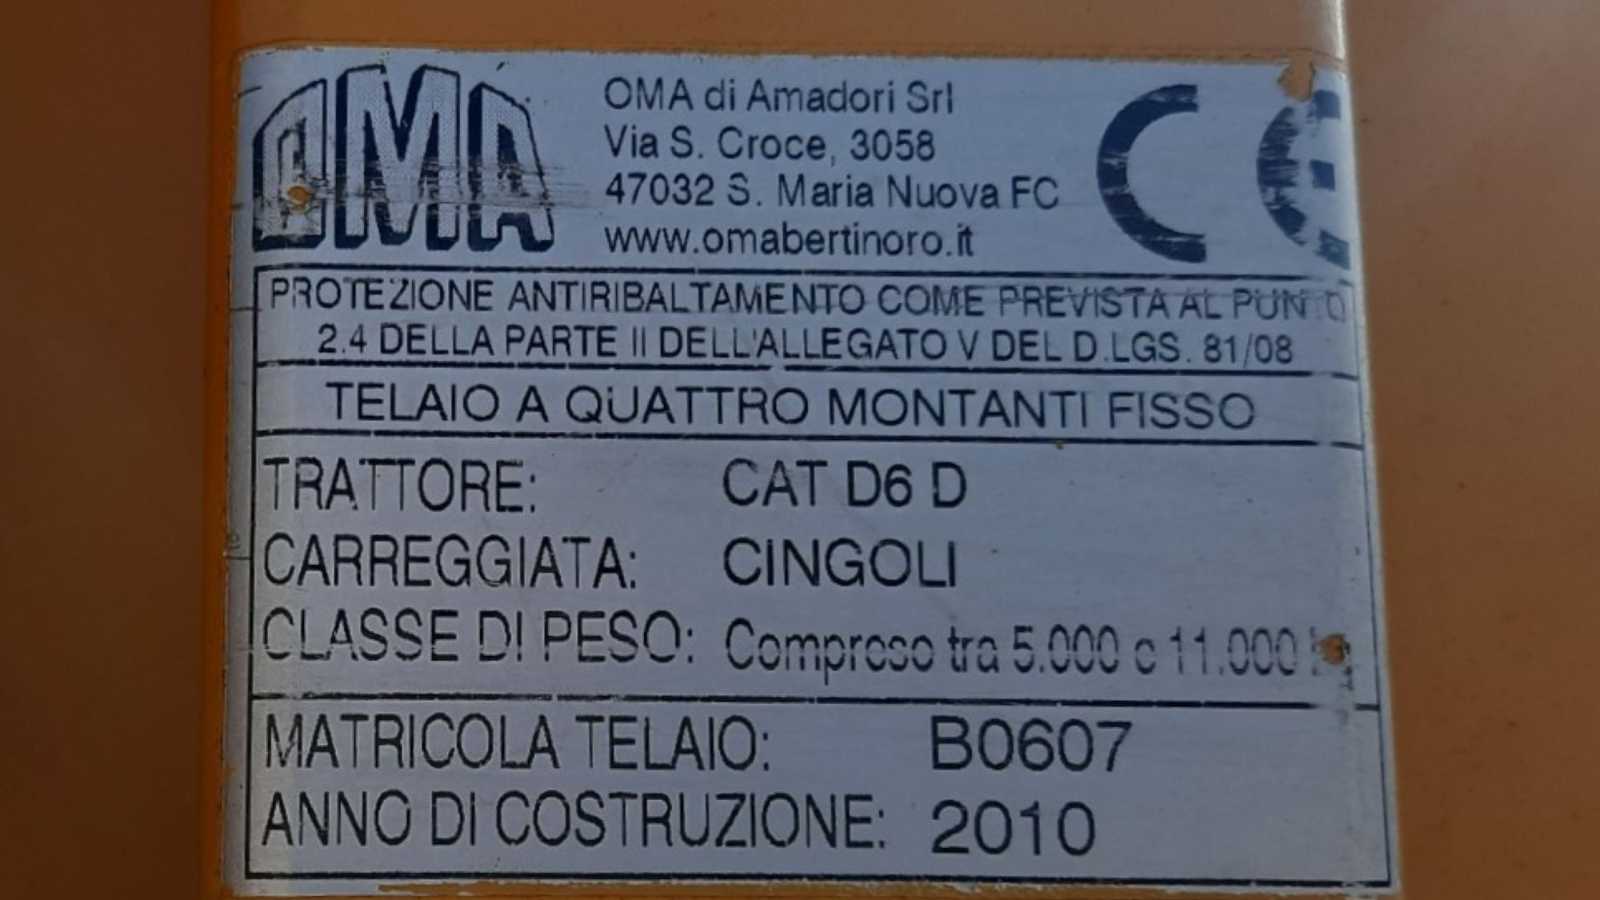 OMA
OMA di Amadori Srl
Via S. Croce, 3058
47032 S. Maria Nuova FC
www.omabertinoro.it
CE
PROTEZIONE ANTIRIBALTAMENTO COME PREVISTA AL PUNTO
2.4 DELLA PARTE II DELL'ALLEGATO V DEL D.LGS. 81/08
TELAIO A QUATTRO MONTANTI FISSO
TRATTORE: CAT D6 D
CARREGGIATA: CINGOLI
CLASSE DI PESO: Compreso tra 5.000 e 11.000
MATRICOLA TELAIO: B0607
ANNO DI COSTRUZIONE: 2010